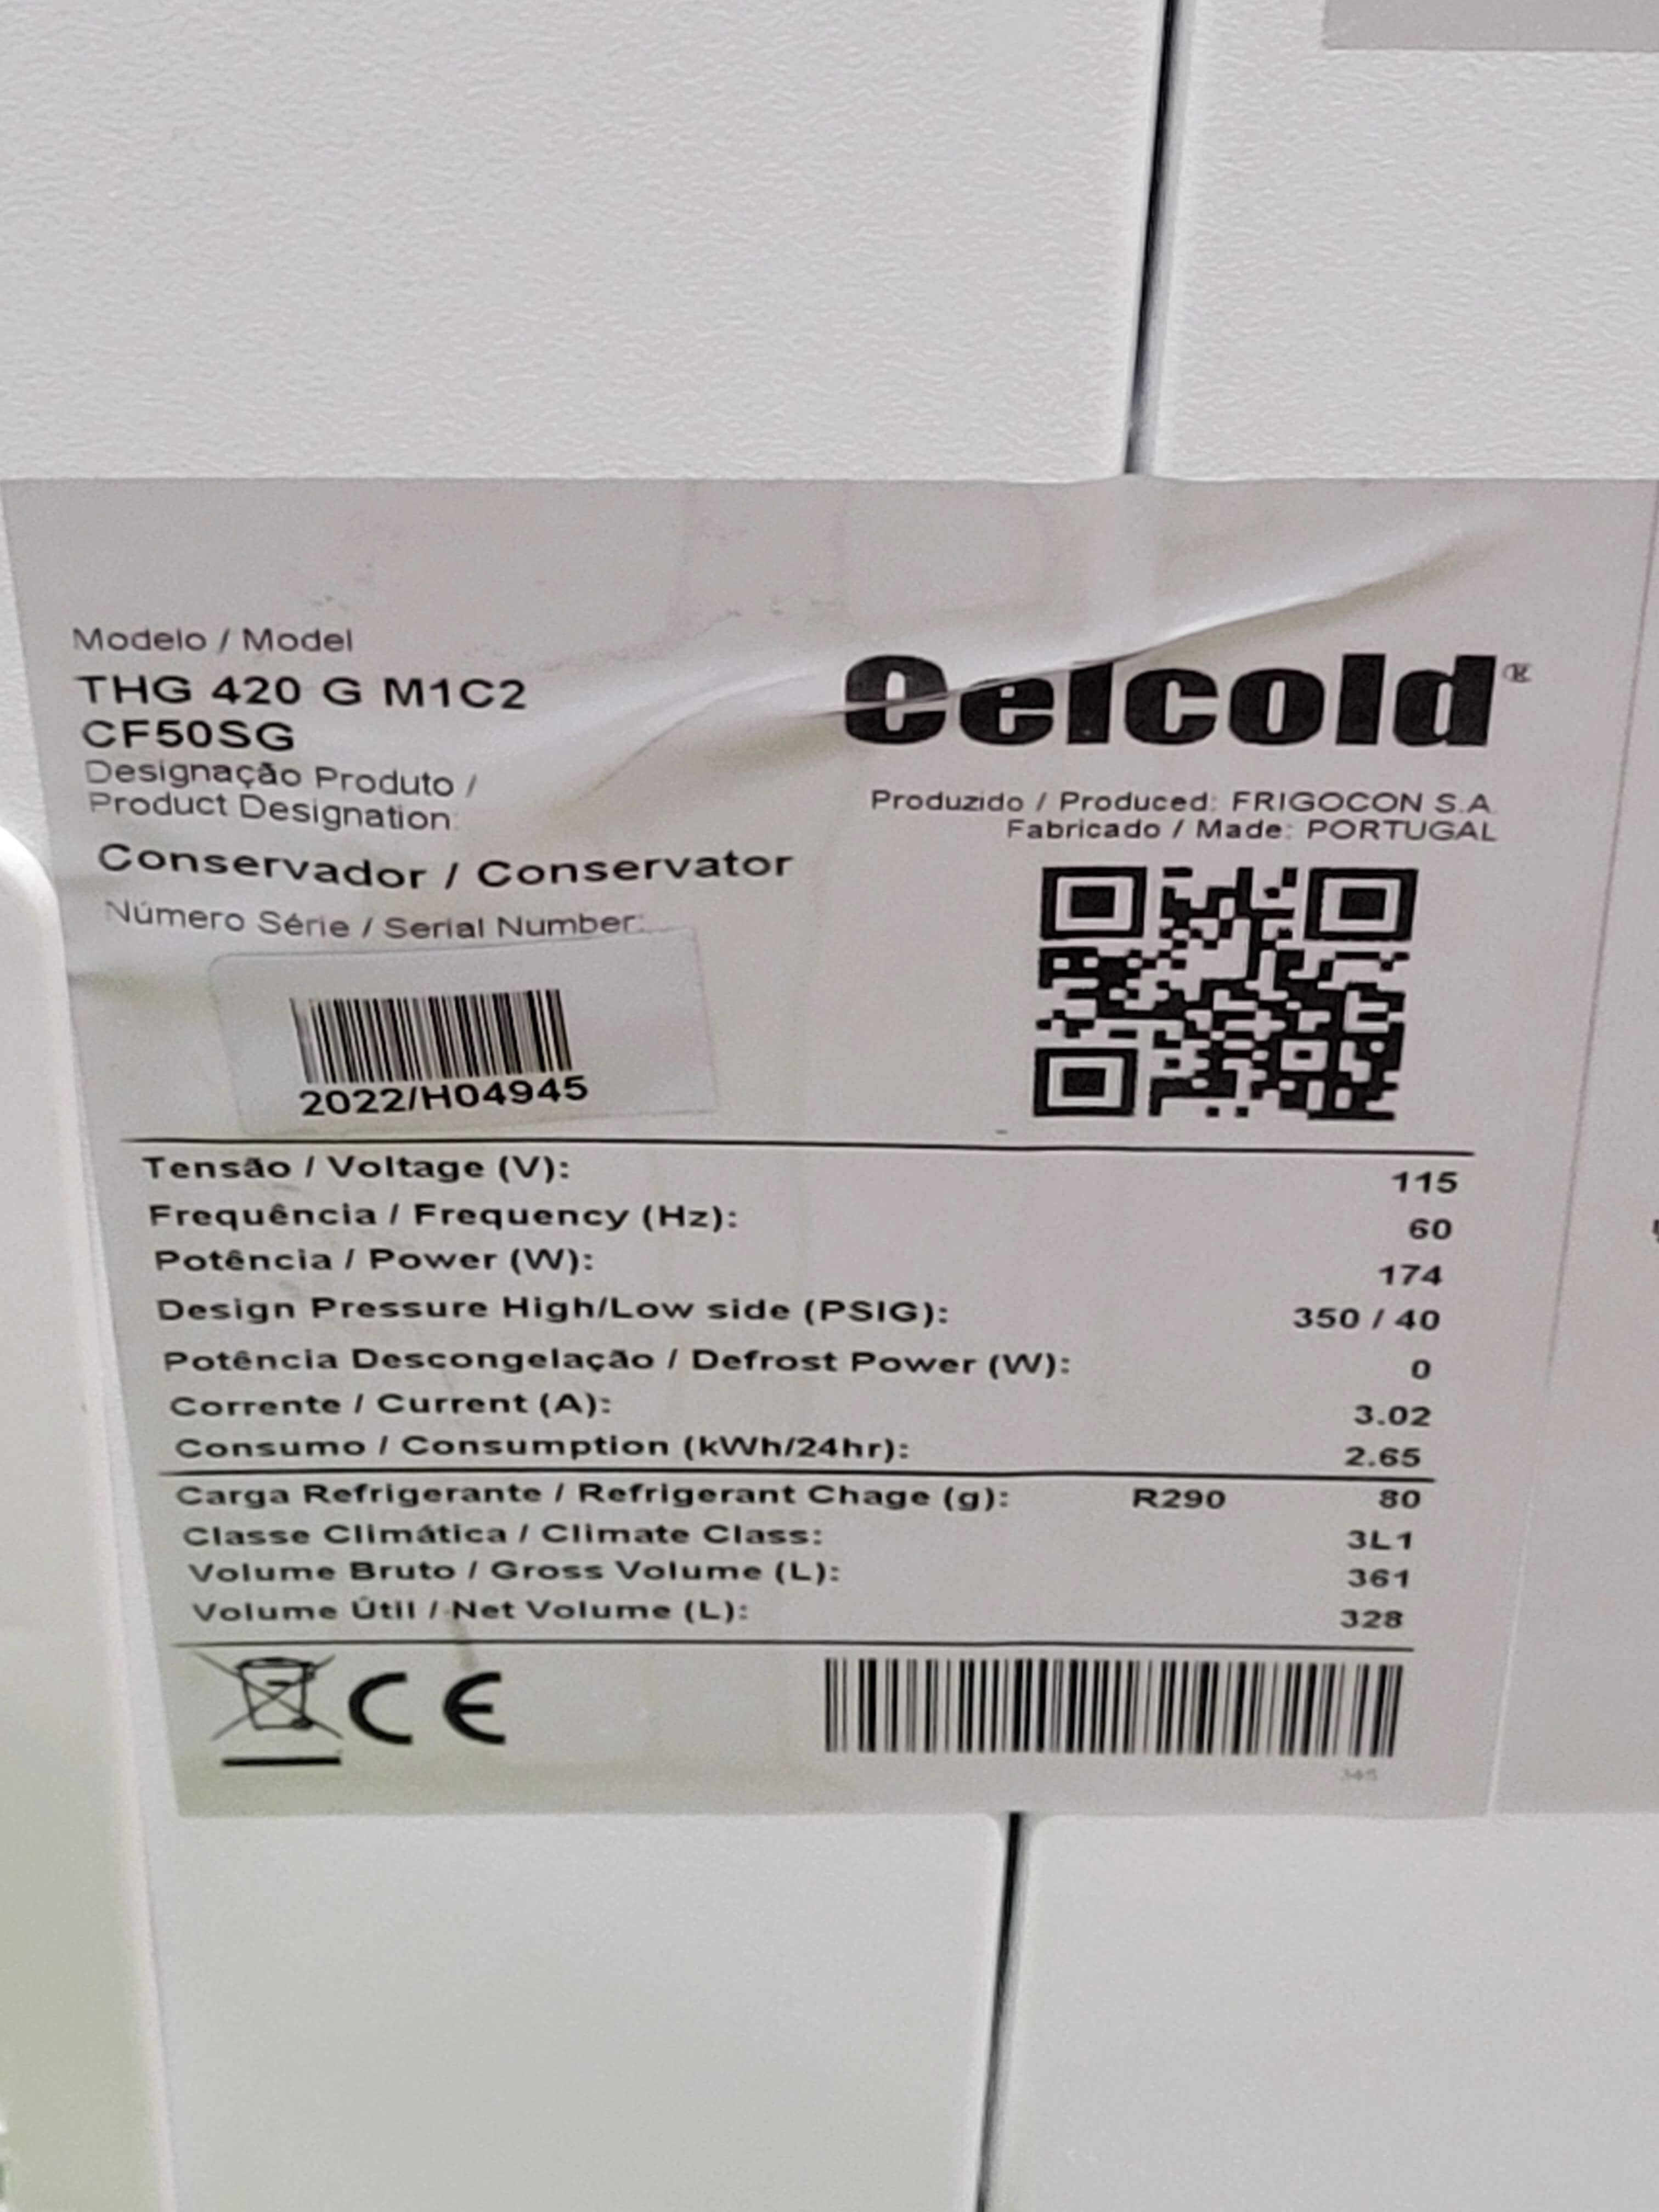 Modelo / Model
THG 420 G M1C2
CF50SG
Designação Produto /
Product Designation:
Conservador / Conservator
Número Série / Serial Number:
2022/H04945
Celcold®
Produzido / Produced: FRIGOCON S.A.
Fabricado / Made: PORTUGAL
Tensão / Voltage (V): 115
Frequência / Frequency (Hz): 60
Potência / Power (W): 174
Design Pressure High/Low side (PSIG): 350 / 40
Potência Descongelação / Defrost Power (W): 0
Corrente / Current (A): 3.02
Consumo / Consumption (kWh/24hr): 2.65
Carga Refrigerante / Refrigerant Chage (g): R290 80
Classe Climática / Climate Class: 3L1
Volume Bruto / Gross Volume (L): 361
Volume Útil / Net Volume (L): 328
CE